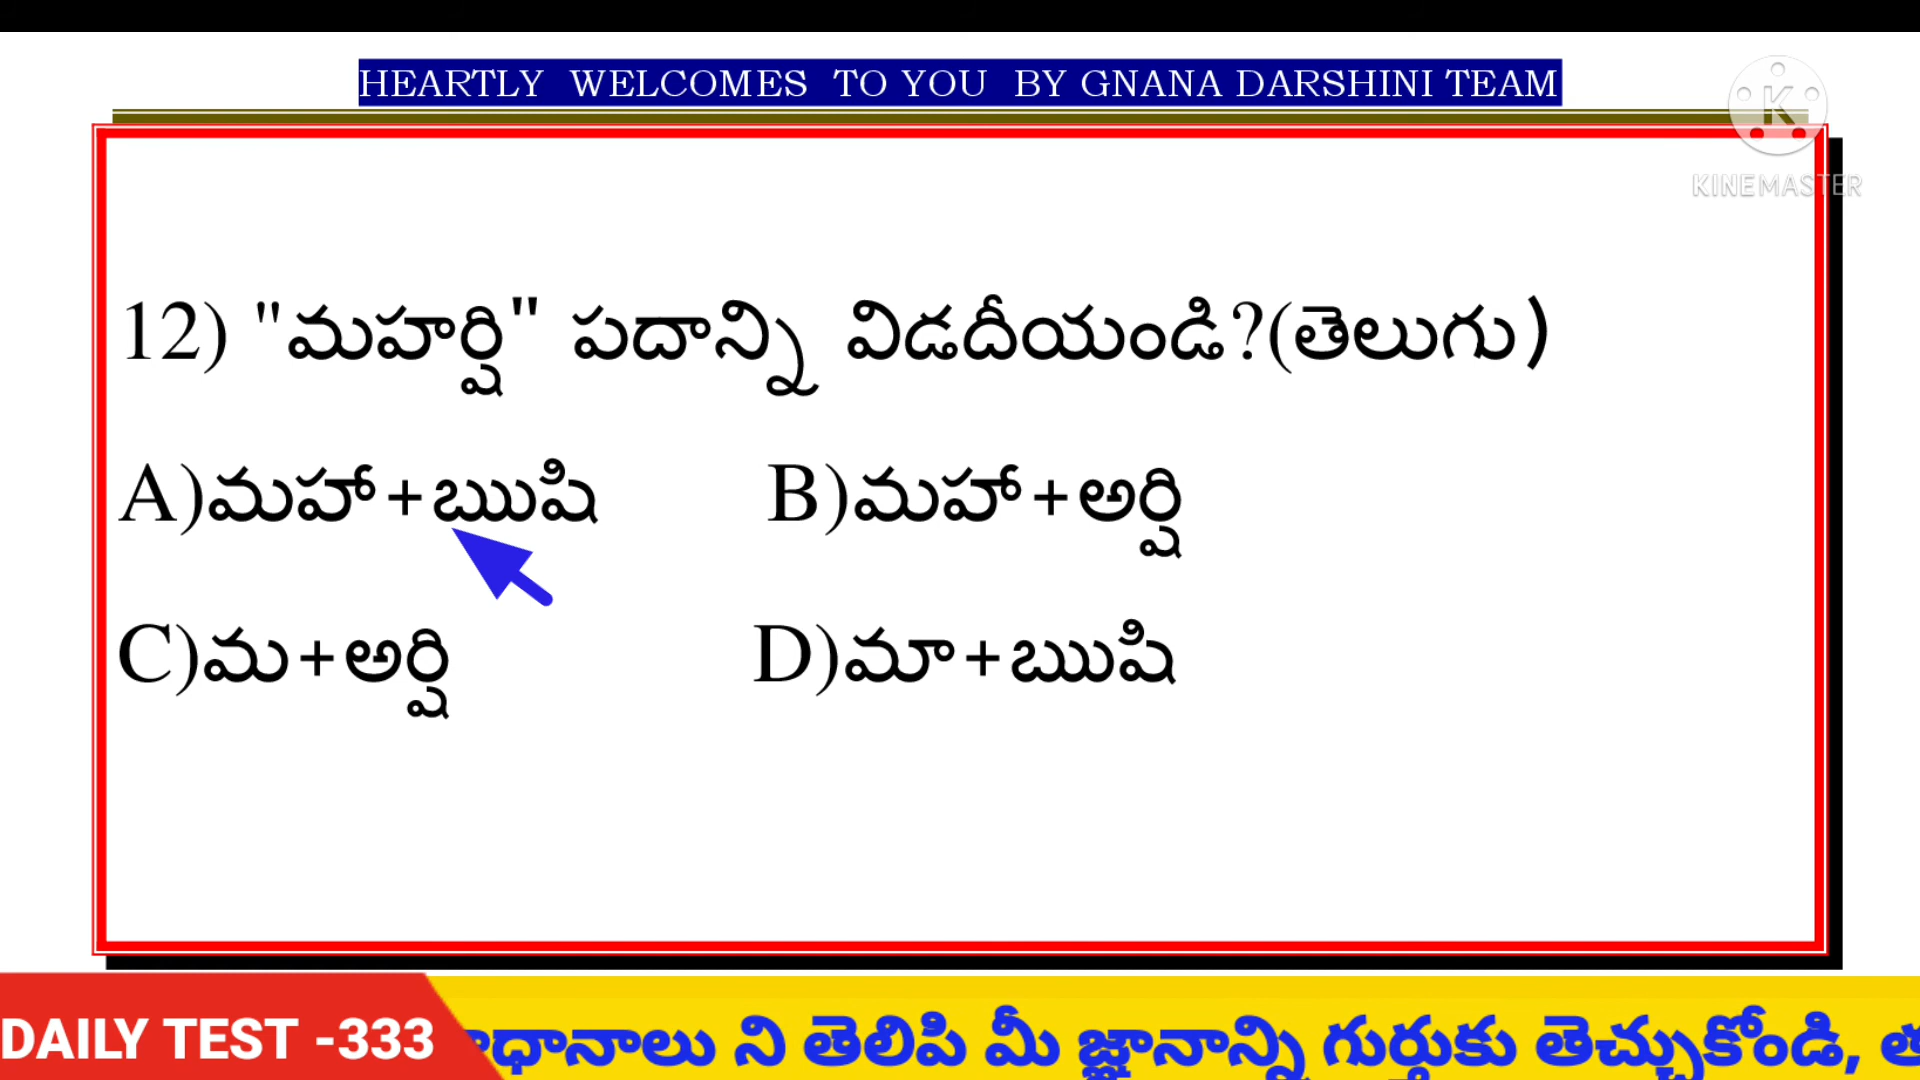 HEARTLY WELCOMES TO YOU BY GNANA DARSHINI TEAM
KINEMASTER
12) "మహర్షి" పదాన్ని విడదీయండి?(తెలుగు)
A)మహా+ఋషి B)మహా+అర్షి
C)మ+అర్షి D)మా+ఋషి
DAILY TEST -333 ని తెలిపి మీ జ్ఞానాన్ని గుర్తుకు తెచ్చుకోండి,